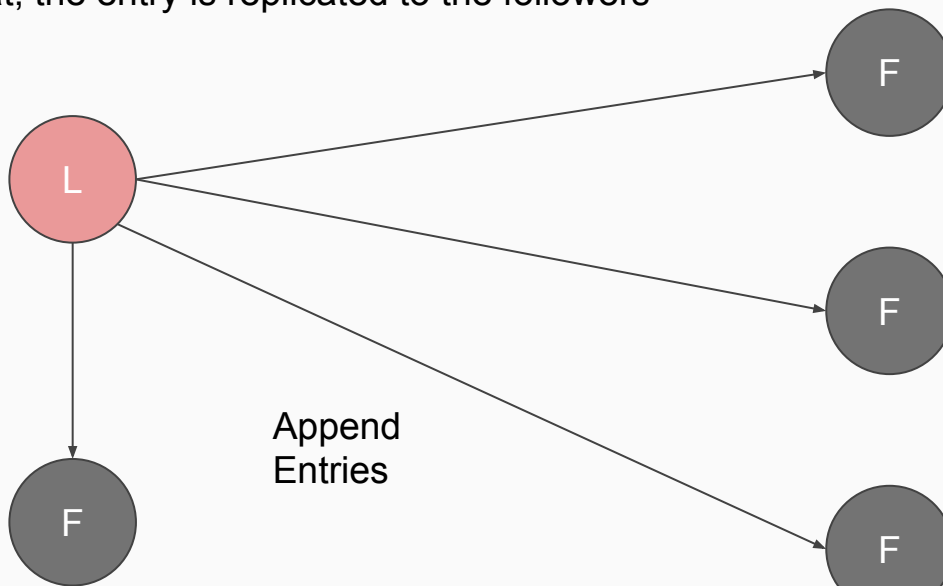 the entry is replicated to the followers
F
L
F
Append
Entries
F
F